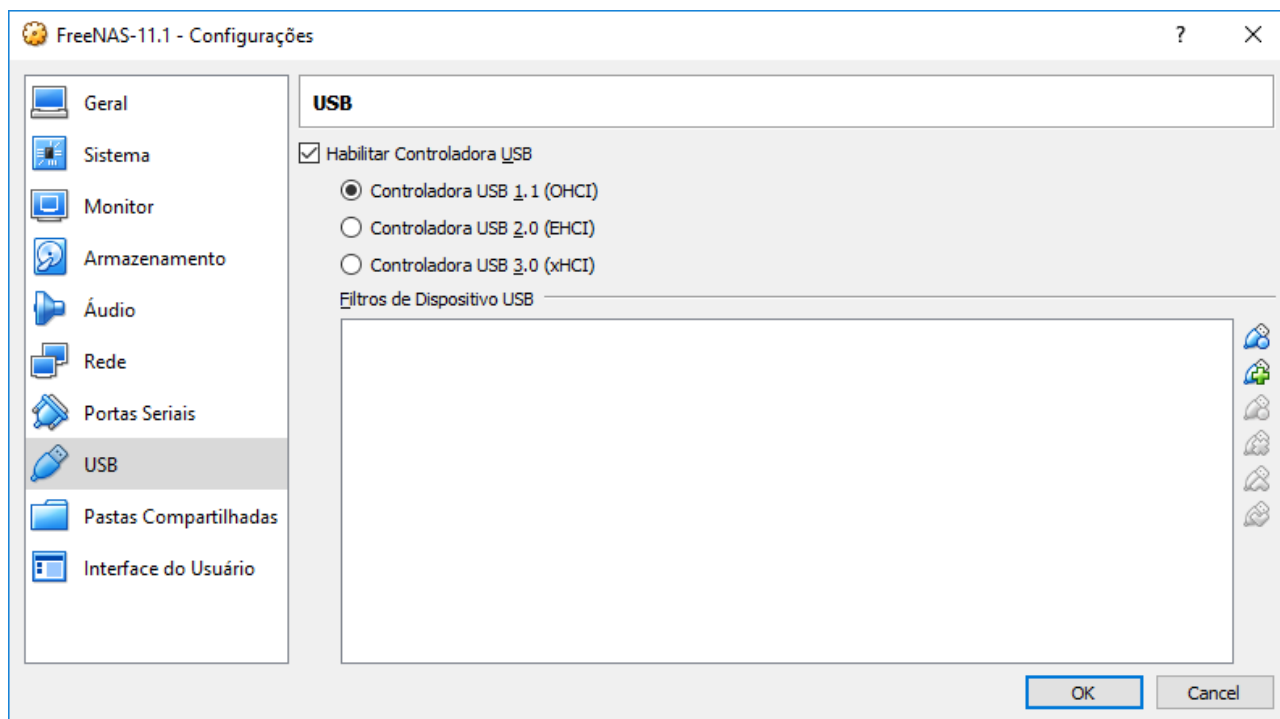 FreeNAS-11.1 - Configurações
?
Geral
Sistema
Monitor
Armazenamento
Áudio
Rede
Portas Seriais
USB
Pastas Compartilhadas
Interface do Usuário
USB
Habilitar Controladora USB
Controladora USB 1.1 (OHCI)
Controladora USB 2.0 (EHCI)
Controladora USB 3.0 (xHCI)
Filtros de Dispositivo USB
OK
Cancel